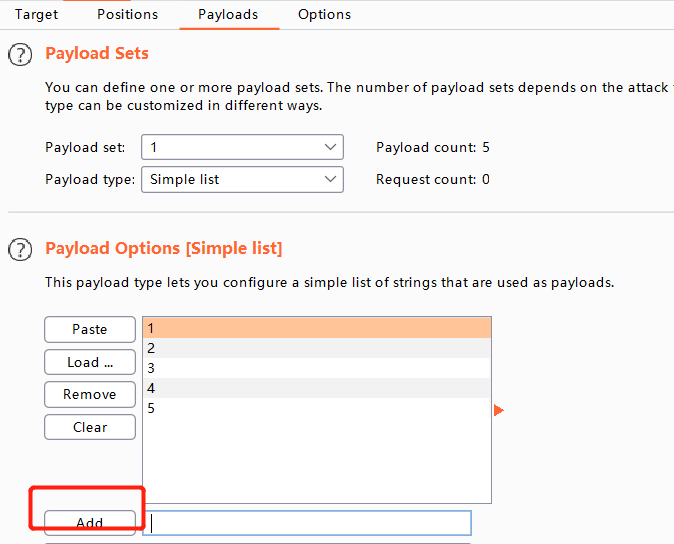 Target Positions Payloads Options
Payload Sets
You can define one or more payload sets. The number of payload sets depends on the attack
type can be customized in different ways.
Payload set: 1 Payload count: 5
Payload type: Simple list Request count: 0
Payload Options [Simple list]
This payload type lets you configure a simple list of strings that are used as payloads.
Paste
Load ...
Remove
Clear
1
2
3
4
5
Add